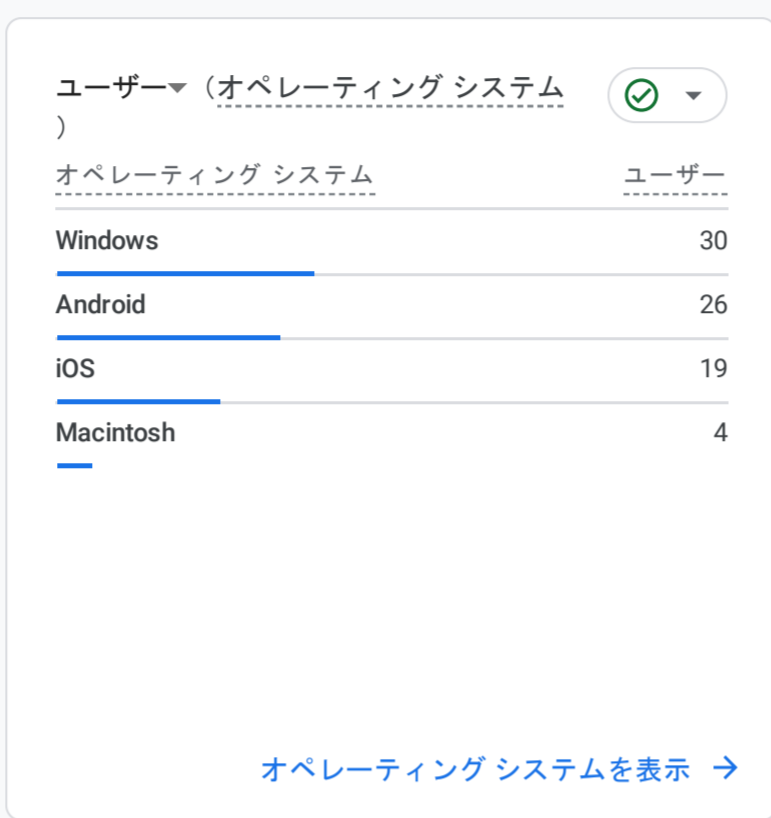 ユーザー （オペレーティング システム
）
オペレーティング システム ユーザー
Windows 30
Android 26
iOS 19
Macintosh 4
オペレーティング システムを表示 →